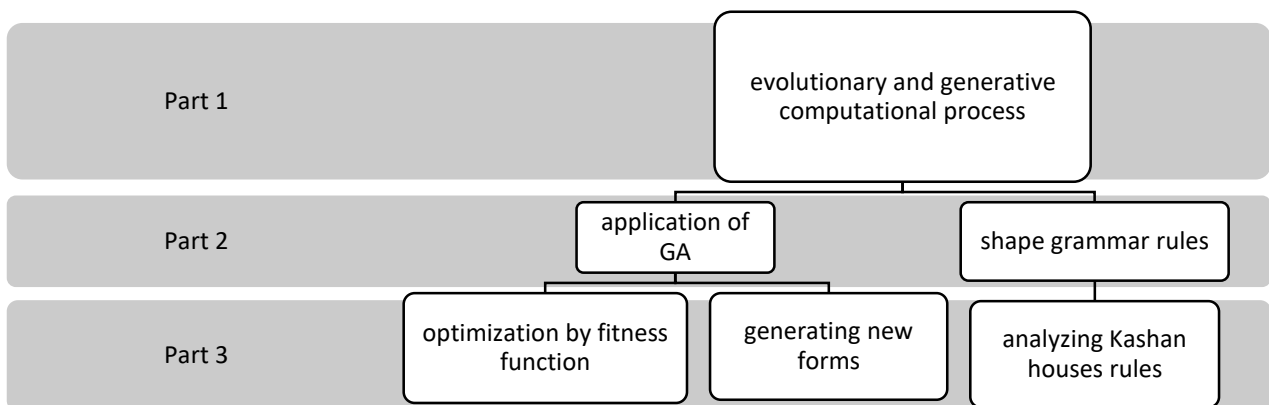 Part 1
evolutionary and generative
computational process
Part 2
application of
GA
shape grammar rules
Part 3
optimization by fitness
function
generating new
forms
analyzing Kashan
houses rules